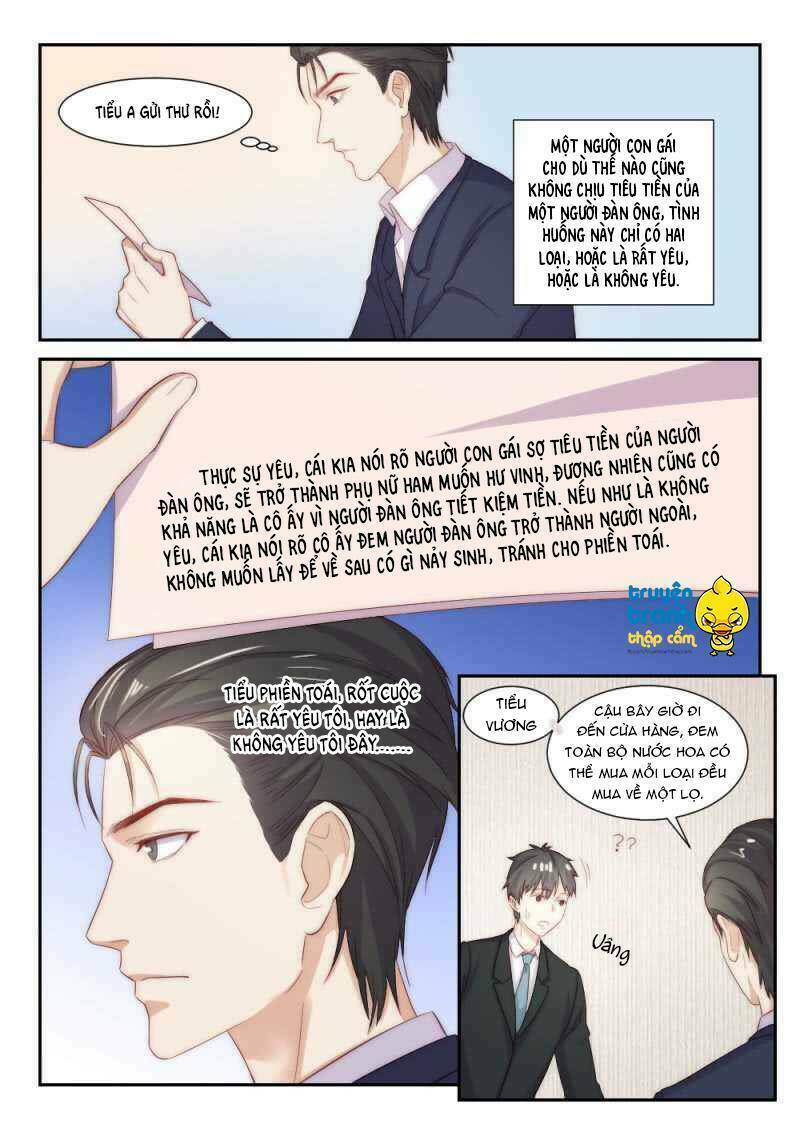 TIỂU A GỬI THƯ RỒI!
MỘT NGƯỜI CON GÁI
CHO DÙ THẾ NÀO CŨNG
KHÔNG CHỊU TIÊU TIỀN CỦA
MỘT NGƯỜI ĐÀN ÔNG, TÌNH
HUỐNG NÀY CHỈ CÓ HAI
LOẠI, HOẶC LÀ RẤT YÊU,
HOẶC LÀ KHÔNG YÊU.
THỰC SỰ YÊU, CÁI KIA NÓI RÕ NGƯỜI CON GÁI SỢ TIÊU TIỀN CỦA NGƯỜI
ĐÀN ÔNG, SẼ TRỞ THÀNH PHỤ NỮ HAM MUỐN HƯ VINH, ĐƯƠNG NHIÊN CŨNG CÓ
KHẢ NĂNG LÀ CÔ ẤY VÌ NGƯỜI ĐÀN ÔNG TIẾT KIỆM TIỀN. NẾU NHƯ LÀ KHÔNG
YÊU, CÁI KIA NÓI RÕ CÔ ẤY ĐEM NGƯỜI ĐÀN ÔNG TRỞ THÀNH NGƯỜI NGOÀI,
KHÔNG MUỐN LẤY ĐỂ VỀ SAU CÓ GÌ NẢY SINH, TRÁNH CHO PHIỀN TOÁI.
truyện
tranh
thập cẩm
TIỂU PHIỀN TOÁI, RỐT CUỘC
LÀ RẤT YÊU TÔI, HAY LÀ
KHÔNG YÊU TÔI ĐÂY.......
TIỂU
VƯƠNG
CẬU BÂY GIỜ ĐI
ĐẾN CỬA HÀNG, ĐEM
TOÀN BỘ NƯỚC HOA CÓ
THỂ MUA MỖI LOẠI ĐỀU
MUA VỀ MỘT LỌ.
??
Vâng